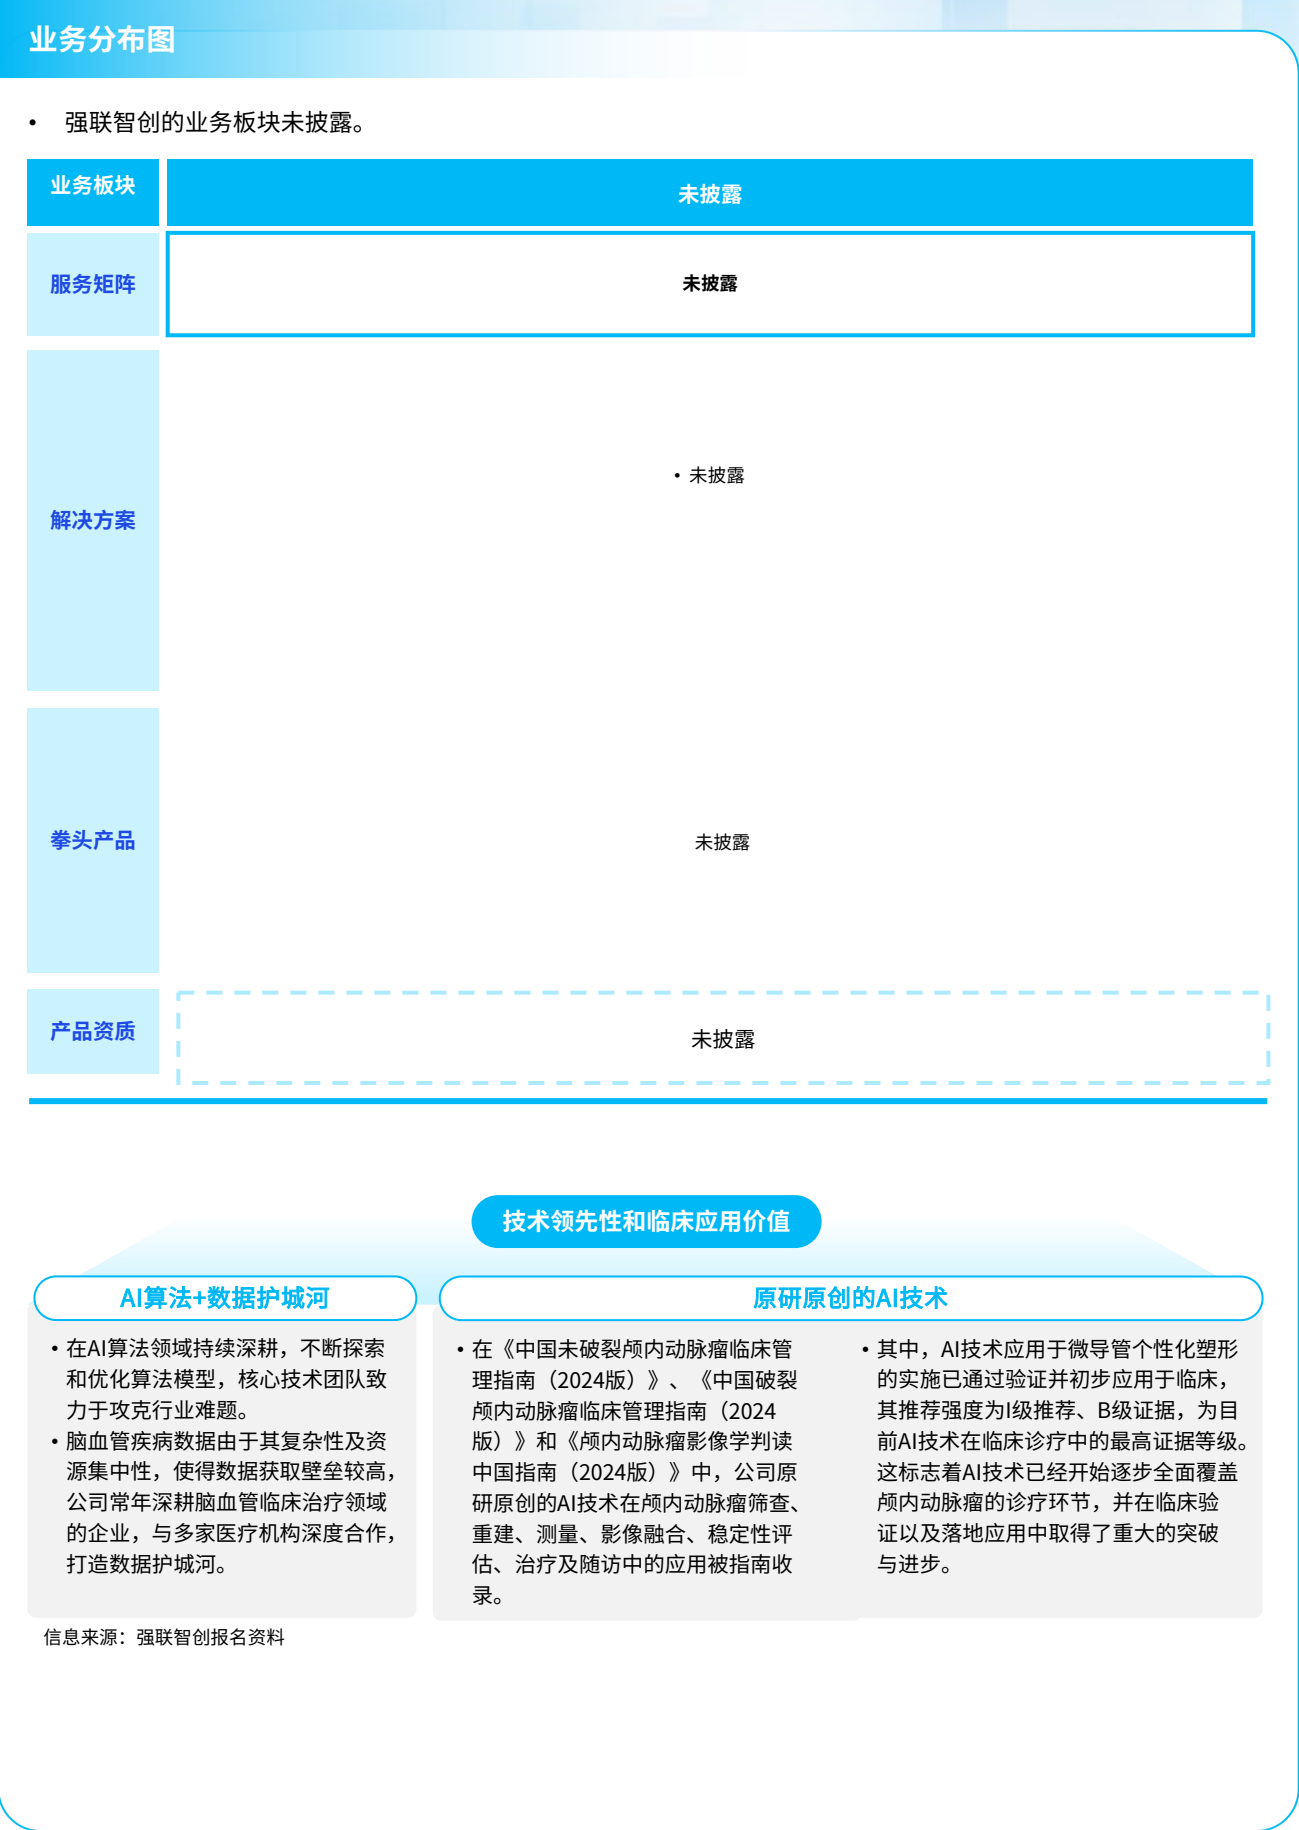 业务分布图
• 强联智创的业务板块未披露。
业务板块
未披露
服务矩阵
未披露
解决方案
• 未披露
拳头产品
未披露
产品资质
未披露
技术领先性和临床应用价值
AI算法+数据护城河
• 在AI算法领域持续深耕，不断探索
和优化算法模型，核心技术团队致
力于攻克行业难题。
• 脑血管疾病数据由于其复杂性及资
源集中性，使得数据获取壁垒较高，
公司常年深耕脑血管临床治疗领域
的企业，与多家医疗机构深度合作，
打造数据护城河。
原研原创的AI技术
• 在《中国未破裂颅内动脉瘤临床管
理指南（2024版）》、《中国破裂
颅内动脉瘤临床管理指南（2024
版）》和《颅内动脉瘤影像学判读
中国指南（2024版）》中，公司原
研原创的AI技术在颅内动脉瘤筛查、
重建、测量、影像融合、稳定性评
估、治疗及随访中的应用被指南收
录。
• 其中，AI技术应用于微导管个性化塑形
的实施已通过验证并初步应用于临床，
其推荐强度为I级推荐、B级证据，为目
前AI技术在临床诊疗中的最高证据等级。
这标志着AI技术已经开始逐步全面覆盖
颅内动脉瘤的诊疗环节，并在临床验
证以及落地应用中取得了重大的突破
与进步。
信息来源：强联智创报名资料